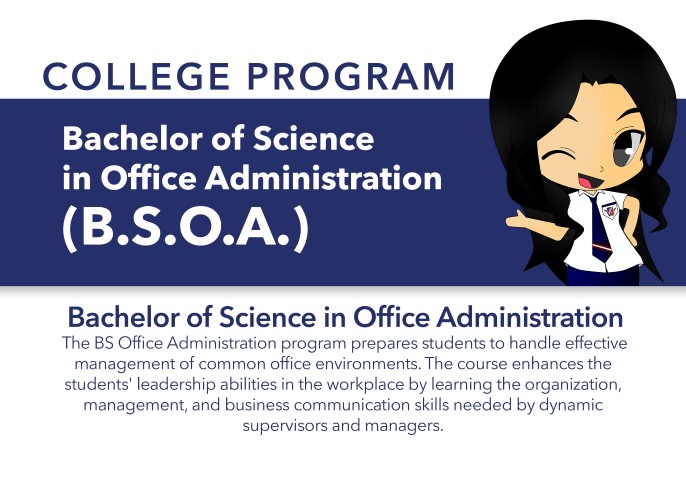 COLLEGE PROGRAM
Bachelor of Science
in Office Administration
(B.S.O.A.)
Bachelor of Science in Office Administration
The BS Office Administration program prepares students to handle effective
management of common office environments. The course enhances the
students' leadership abilities in the workplace by learning the organization,
management, and business communication skills needed by dynamic
supervisors and managers.